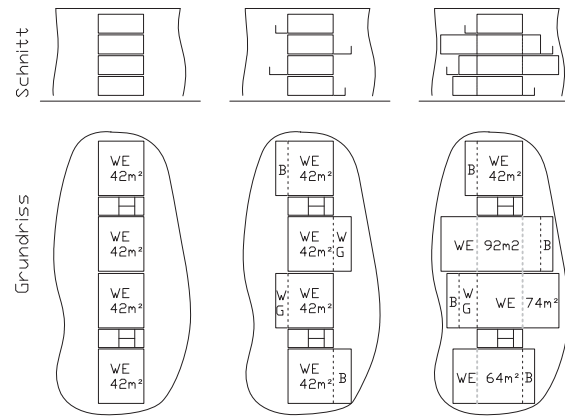 Schnitt
Grundriss
WE
42m²
WE
42m²
WE
42m²
WE
42m²
B WE
42m²
WE W
42m² G
W WE
G 42m²
WE
42m² B
B WE
42m²
WE 92m2 B
B W WE 74m²
G
WE 64m² B